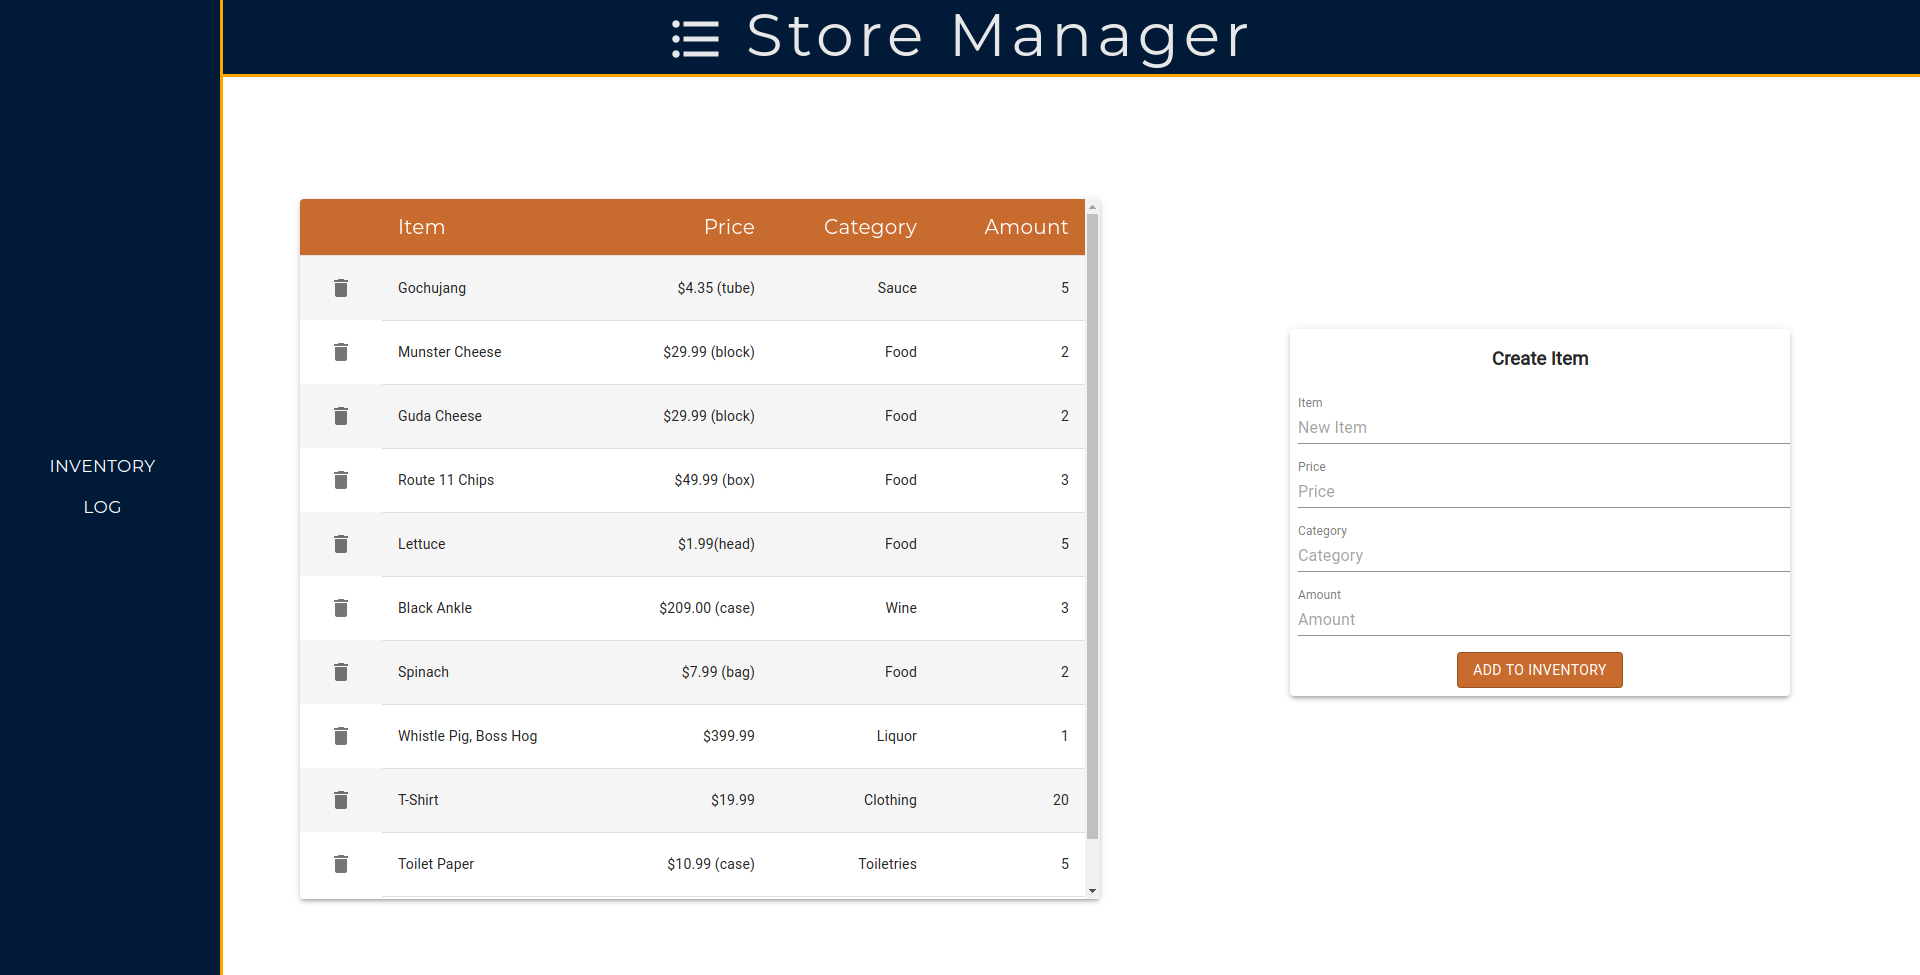 Store Manager
INVENTORY
LOG
Item Price Category Amount
Gochujang $4.35 (tube) Sauce 5
Munster Cheese $29.99 (block) Food 2
Guda Cheese $29.99 (block) Food 2
Route 11 Chips $49.99 (box) Food 3
Lettuce $1.99(head) Food 5
Black Ankle $209.00 (case) Wine 3
Spinach $7.99 (bag) Food 2
Whistle Pig, Boss Hog $399.99 Liquor 1
T-Shirt $19.99 Clothing 20
Toilet Paper $10.99 (case) Toiletries 5
Create Item
Item
New Item
Price
Price
Category
Category
Amount
Amount
ADD TO INVENTORY